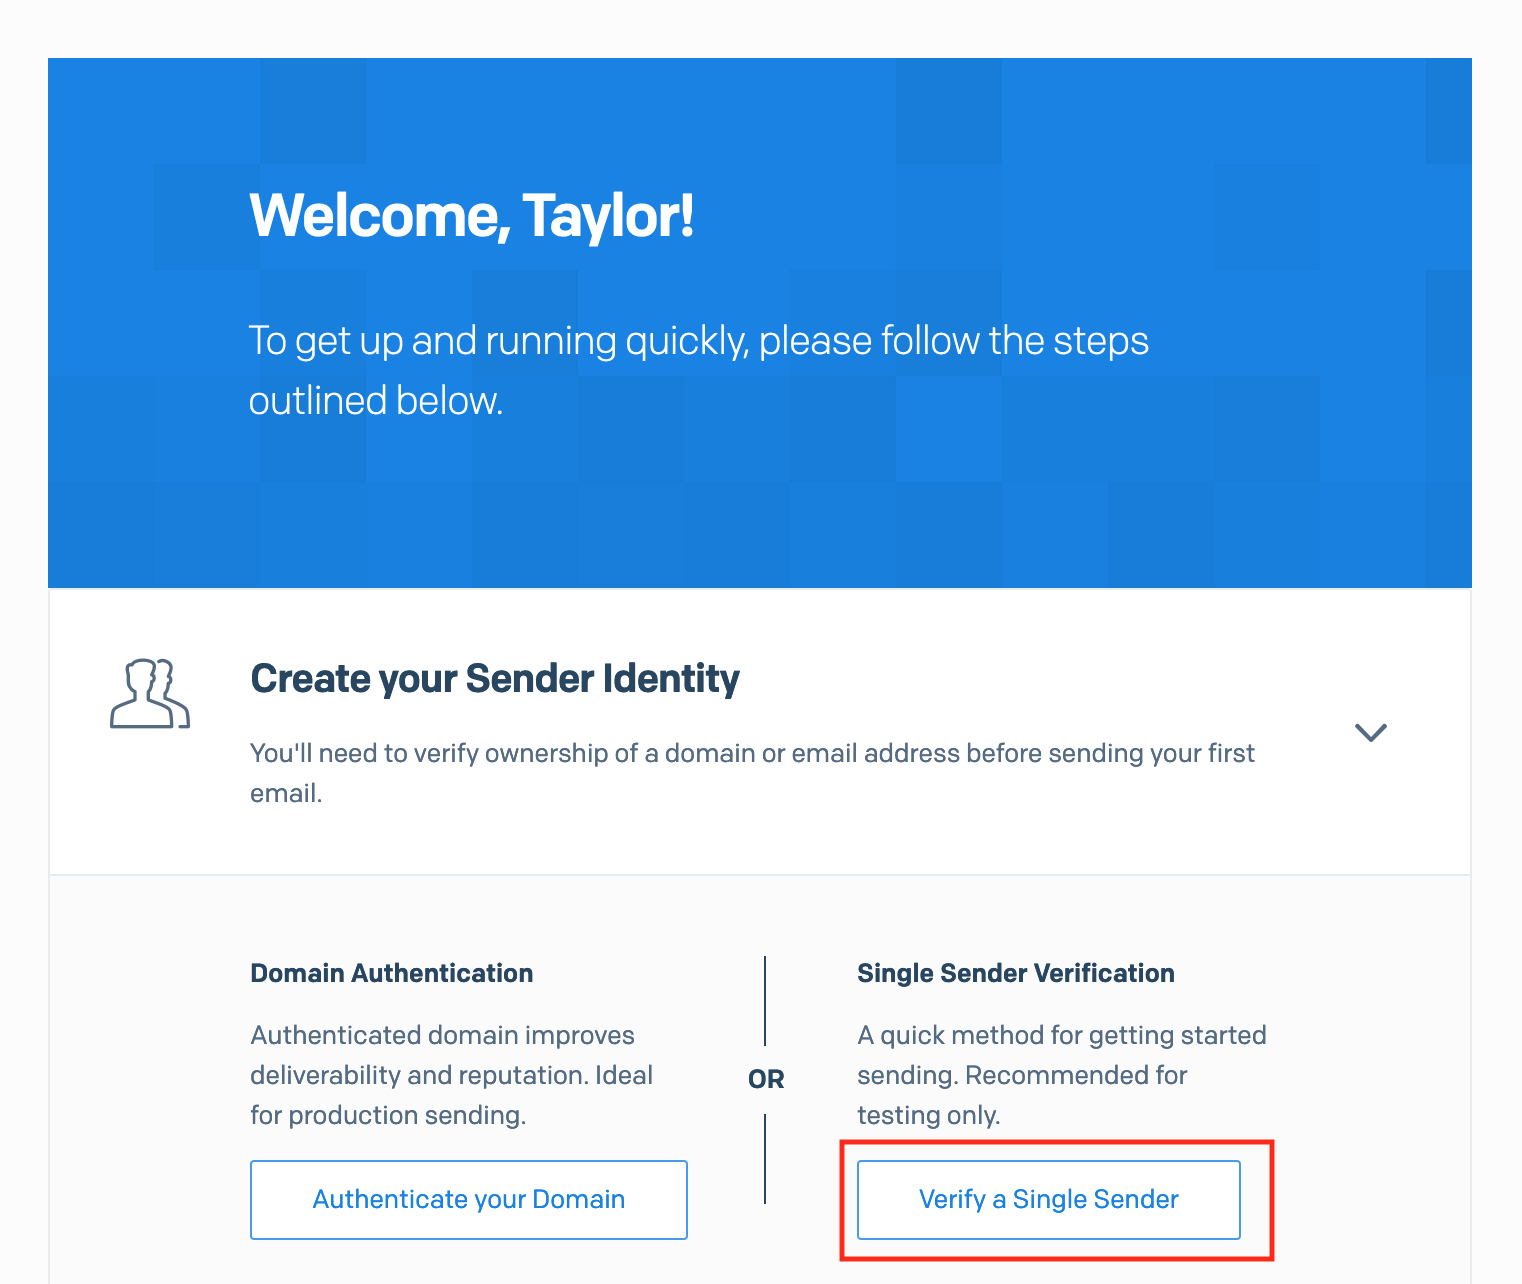 Welcome, Taylor!
To get up and running quickly, please follow the steps
outlined below.
Create your Sender Identity
You'll need to verify ownership of a domain or email address before sending your first
email.
Domain Authentication
Authenticated domain improves
deliverability and reputation. Ideal
for production sending.
Authenticate your Domain
OR
Single Sender Verification
A quick method for getting started
sending. Recommended for
testing only.
Verify a Single Sender